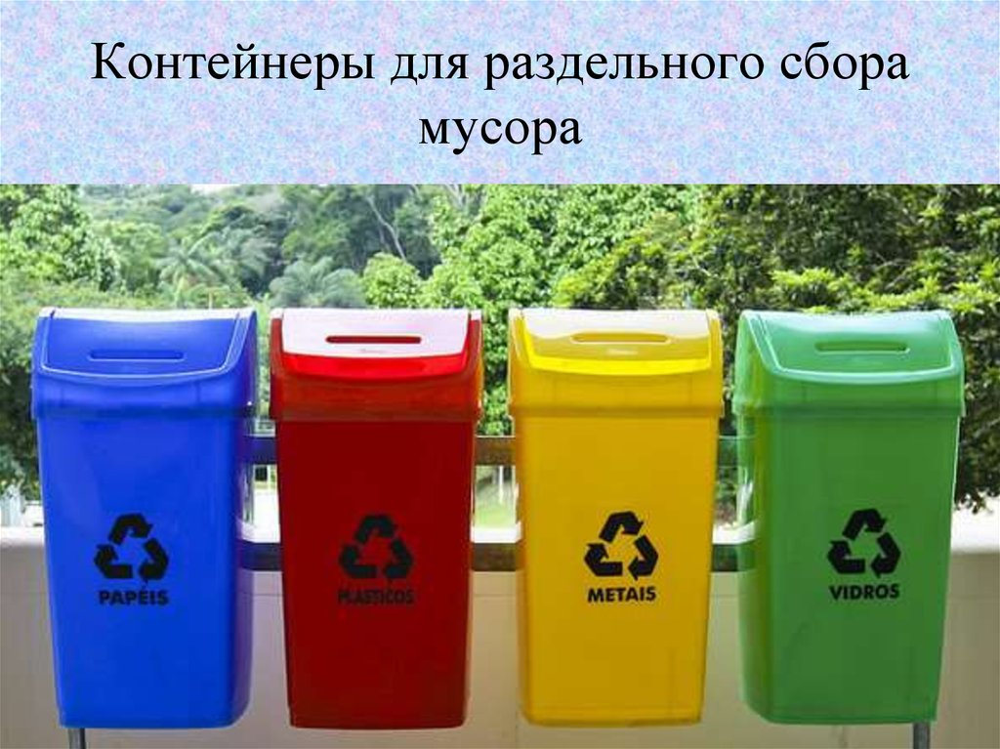 Контейнеры для раздельного сбора
мусора
PAPÉIS
PLÁSTICOS
METAIS
VIDROS